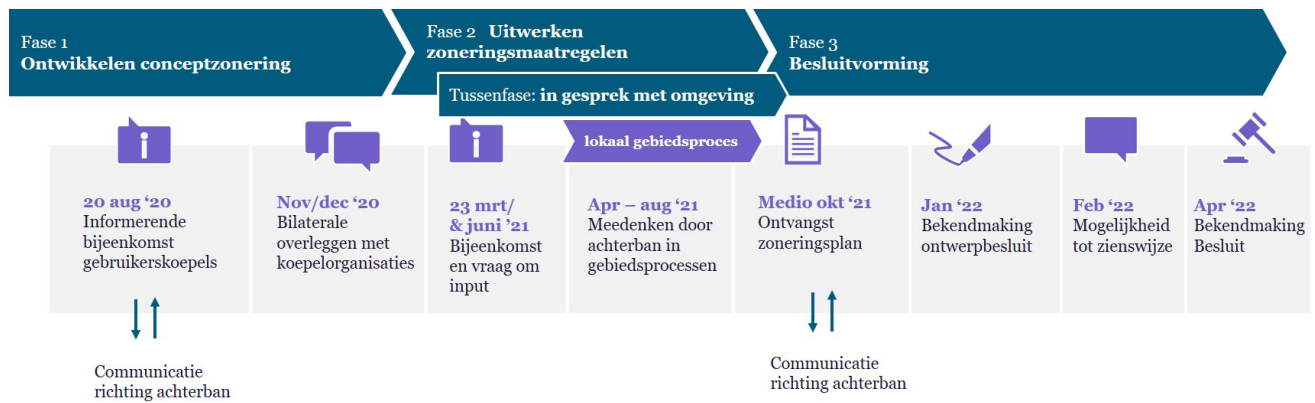 Fase 1
Ontwikkelen conceptzonering
Fase 2 Uitwerken
zoneringsmaatregelen
Fase 3
Besluitvorming
Tussenfase: in gesprek met omgeving
lokaal gebiedsproces
20 aug ‘20
Informerende
bijeenkomst
gebruikerskoepels
Nov/dec ‘20
Bilaterale
overleggen met
koepelorganisaties
23 mrt/
& juni ’21
Bijeenkomst
en vraag om
input
Apr – aug ‘21
Meedenken door
achterban in
gebiedsprocessen
Medio okt ‘21
Ontvangst
zoneringsplan
Jan ‘22
Bekendmaking
ontwerpbesluit
Feb ‘22
Mogelijkheid
tot zienswijze
Apr ‘22
Bekendmaking
Besluit
Communicatie
richting achterban
Communicatie
richting achterban